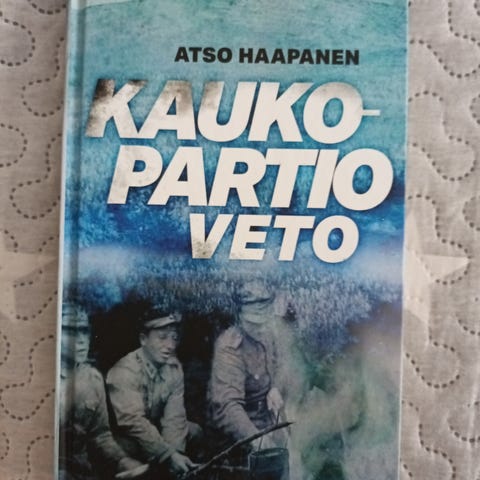 ATSO HAAPANEN
KAUKO-
PARTIO
VETO